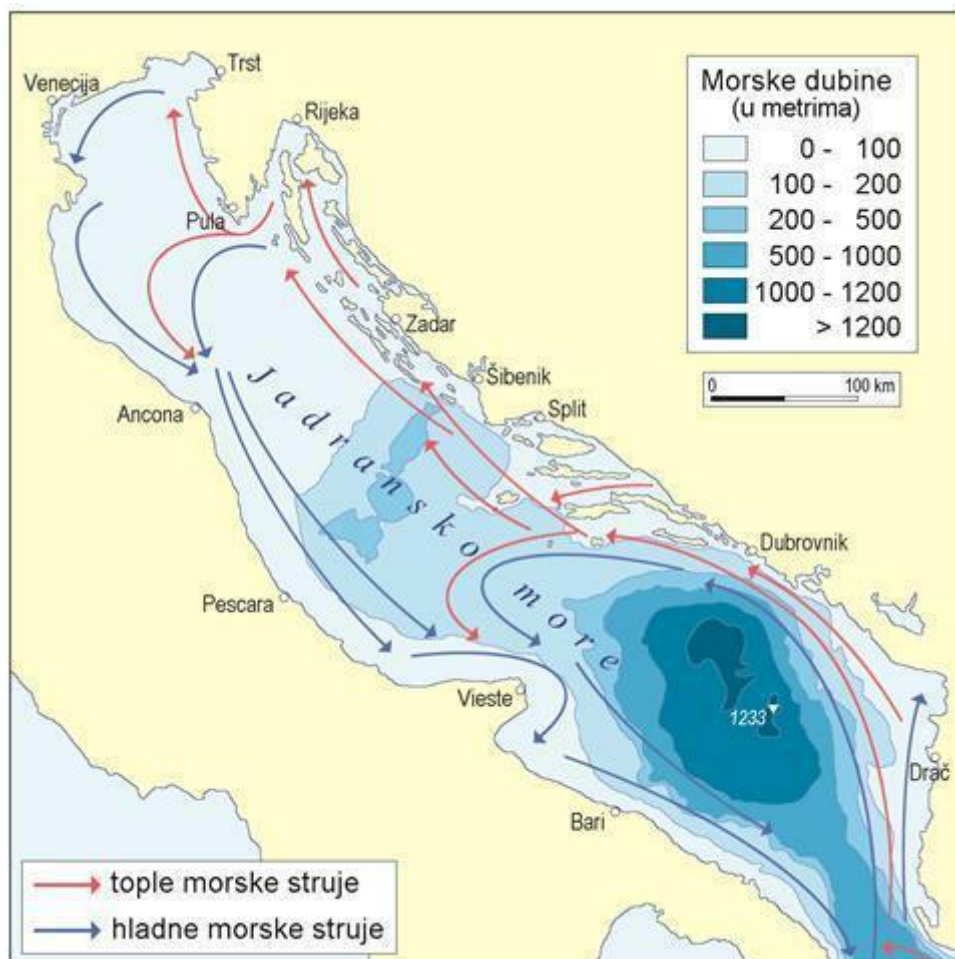 Venecija
Trst
Rijeka
Pula
Zadar
Šibenik
Split
Ancona
Jadransko more
Dubrovnik
Pescara
Vieste
1233
Drač
Bari
Morske dubine
(u metrima)
0 - 100
100 - 200
200 - 500
500 - 1000
1000 - 1200
> 1200
0 100 km
tople morske struje
hladne morske struje